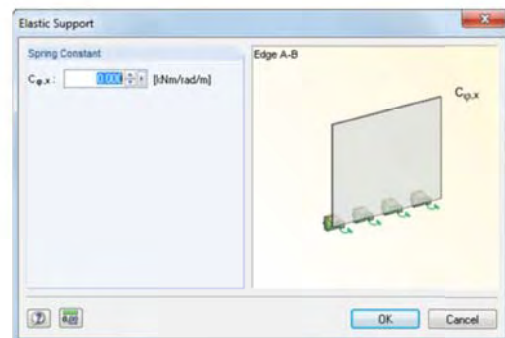 Elastic Support
Spring Constant
Cφ,x : 0.000 [kNm/rad/m]
Edge A-B
Cφ,x
OK
Cancel